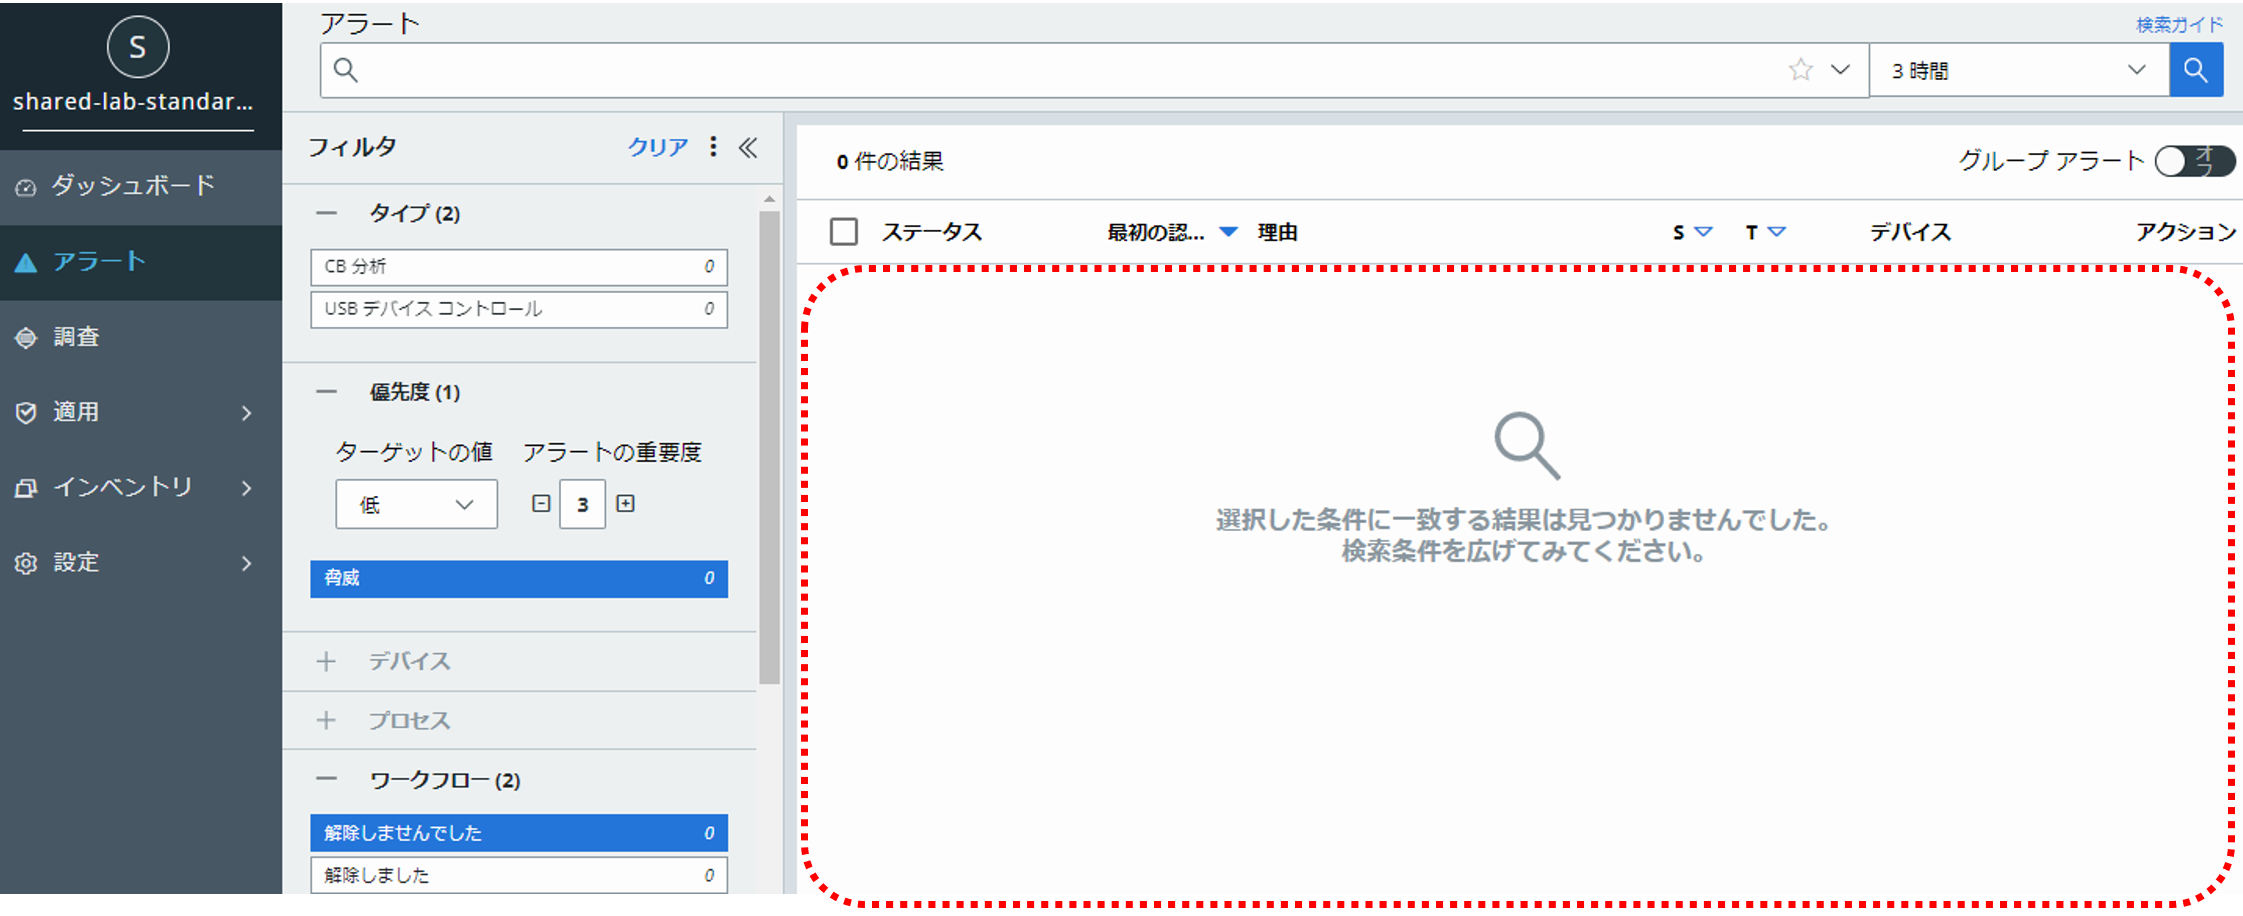 S
shared-lab-standar...
ダッシュボード
アラート
調査
適用
インベントリ
設定
アラート
検索ガイド
3 時間
フィルタ
クリア
タイプ (2)
CB 分析 0
USB デバイス コントロール 0
優先度 (1)
ターゲットの値 アラートの重要度
低 3
脅威 0
デバイス
プロセス
ワークフロー (2)
解除しませんでした 0
解除しました 0
0 件の結果
グループ アラート オフ
ステータス 最初の認... 理由 S T デバイス アクション
選択した条件に一致する結果は見つかりませんでした。
検索条件を広げてみてください。